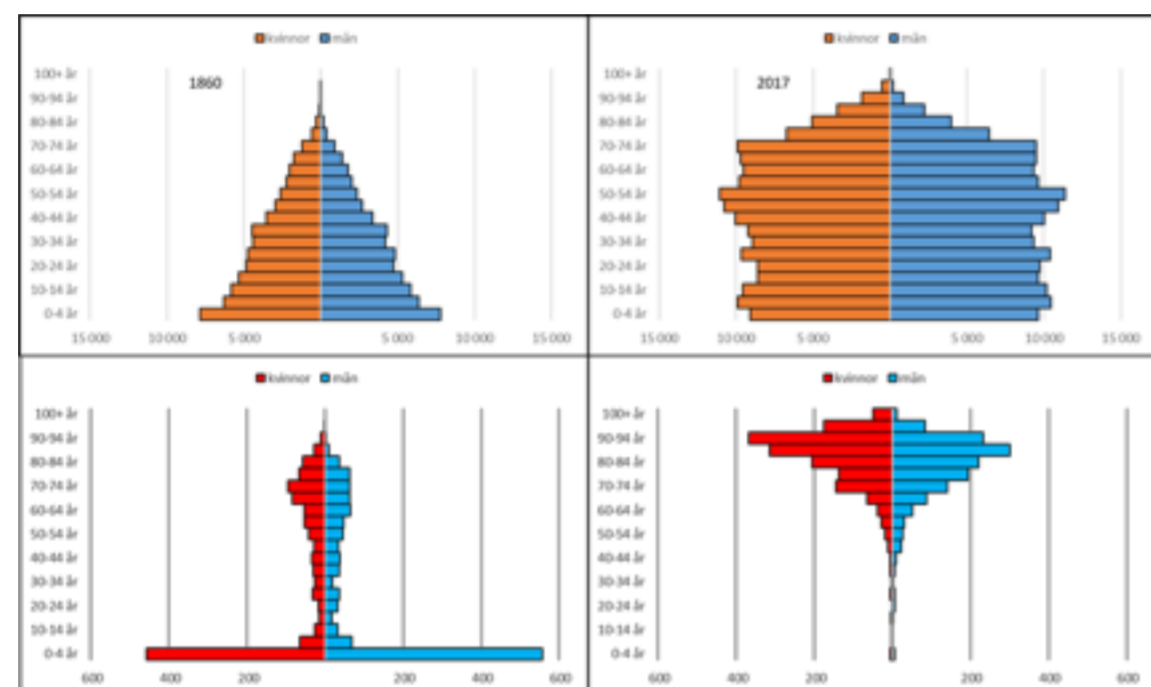 kvinnor män
1860
100+ år
90-94 år
80-84 år
70-74 år
60-64 år
50-54 år
40-44 år
30-34 år
20-24 år
10-14 år
0-4 år
15 000 10 000 5 000 5 000 10 000 15 000
kvinnor män
2017
100+ år
90-94 år
80-84 år
70-74 år
60-64 år
50-54 år
40-44 år
30-34 år
20-24 år
10-14 år
0-4 år
15 000 10 000 5 000 5 000 10 000 15 000
kvinnor män
100+ år
90-94 år
80-84 år
70-74 år
60-64 år
50-54 år
40-44 år
30-34 år
20-24 år
10-14 år
0-4 år
600 400 200 200 400 600
kvinnor män
100+ år
90-94 år
80-84 år
70-74 år
60-64 år
50-54 år
40-44 år
30-34 år
20-24 år
10-14 år
0-4 år
600 400 200 200 400 600